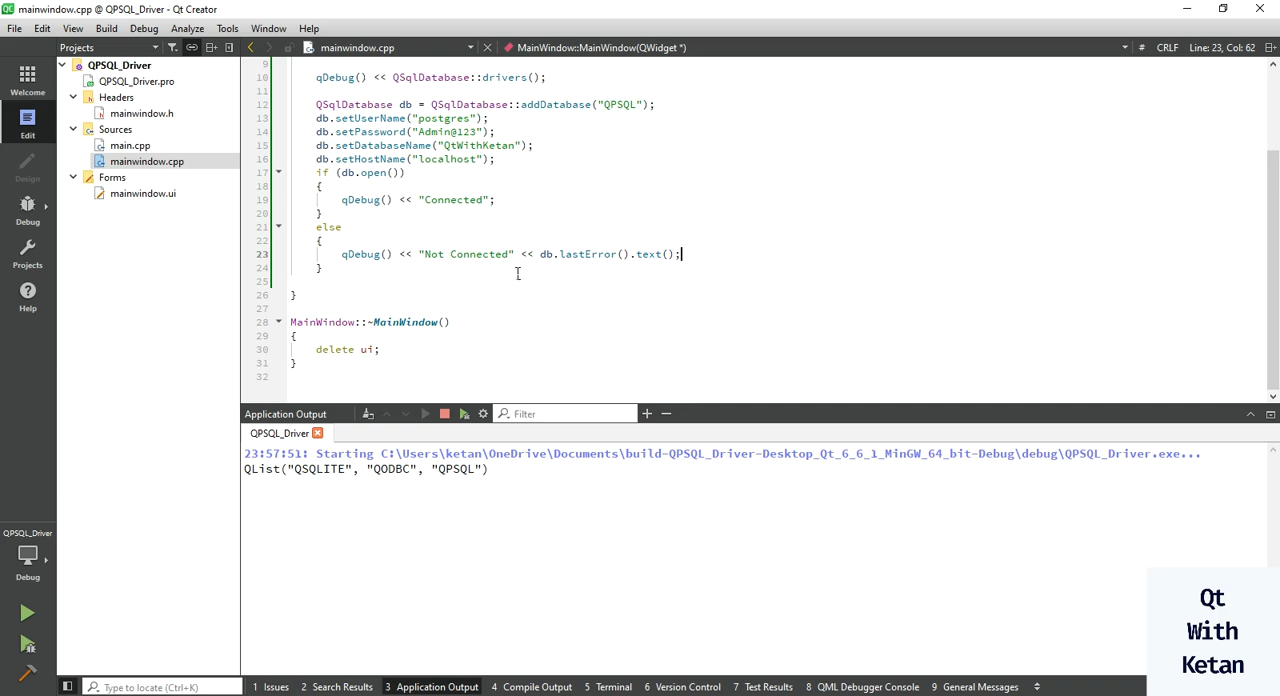 mainwindow.cpp @ QPSQL_Driver - Qt Creator
File Edit View Build Debug Analyze Tools Window Help
Projects mainwindow.cpp MainWindow::MainWindow(QWidget *) # CRLF Line: 23, Col: 62
Welcome
Edit
Design
Debug
Projects
Help
QPSQL_Driver
Debug
QPSQL_Driver
QPSQL_Driver.pro
Headers
mainwindow.h
Sources
main.cpp
mainwindow.cpp
Forms
mainwindow.ui
9
10 qDebug() << QSqlDatabase::drivers();
11
12 QSqlDatabase db = QSqlDatabase::addDatabase("QPSQL");
13 db.setUserName("postgres");
14 db.setPassword("Admin@123");
15 db.setDatabaseName("QtWithKetan");
16 db.setHostName("localhost");
17 if (db.open())
18 {
19 qDebug() << "Connected";
20 }
21 else
22 {
23 qDebug() << "Not Connected" << db.lastError().text();
24 }
25
26 }
27
28 MainWindow::~MainWindow()
29 {
30 delete ui;
31 }
32
Application Output Filter
QPSQL_Driver
23:57:51: Starting C:\Users\ketan\OneDrive\Documents\build-QPSQL_Driver-Desktop_Qt_6_6_1_MinGW_64_bit-Debug\debug\QPSQL_Driver.exe...
QList("QSQLITE", "QODBC", "QPSQL")
Qt
With
Ketan
Type to locate (Ctrl+K) 1 Issues 2 Search Results 3 Application Output 4 Compile Output 5 Terminal 6 Version Control 7 Test Results 8 QML Debugger Console 9 General Messages